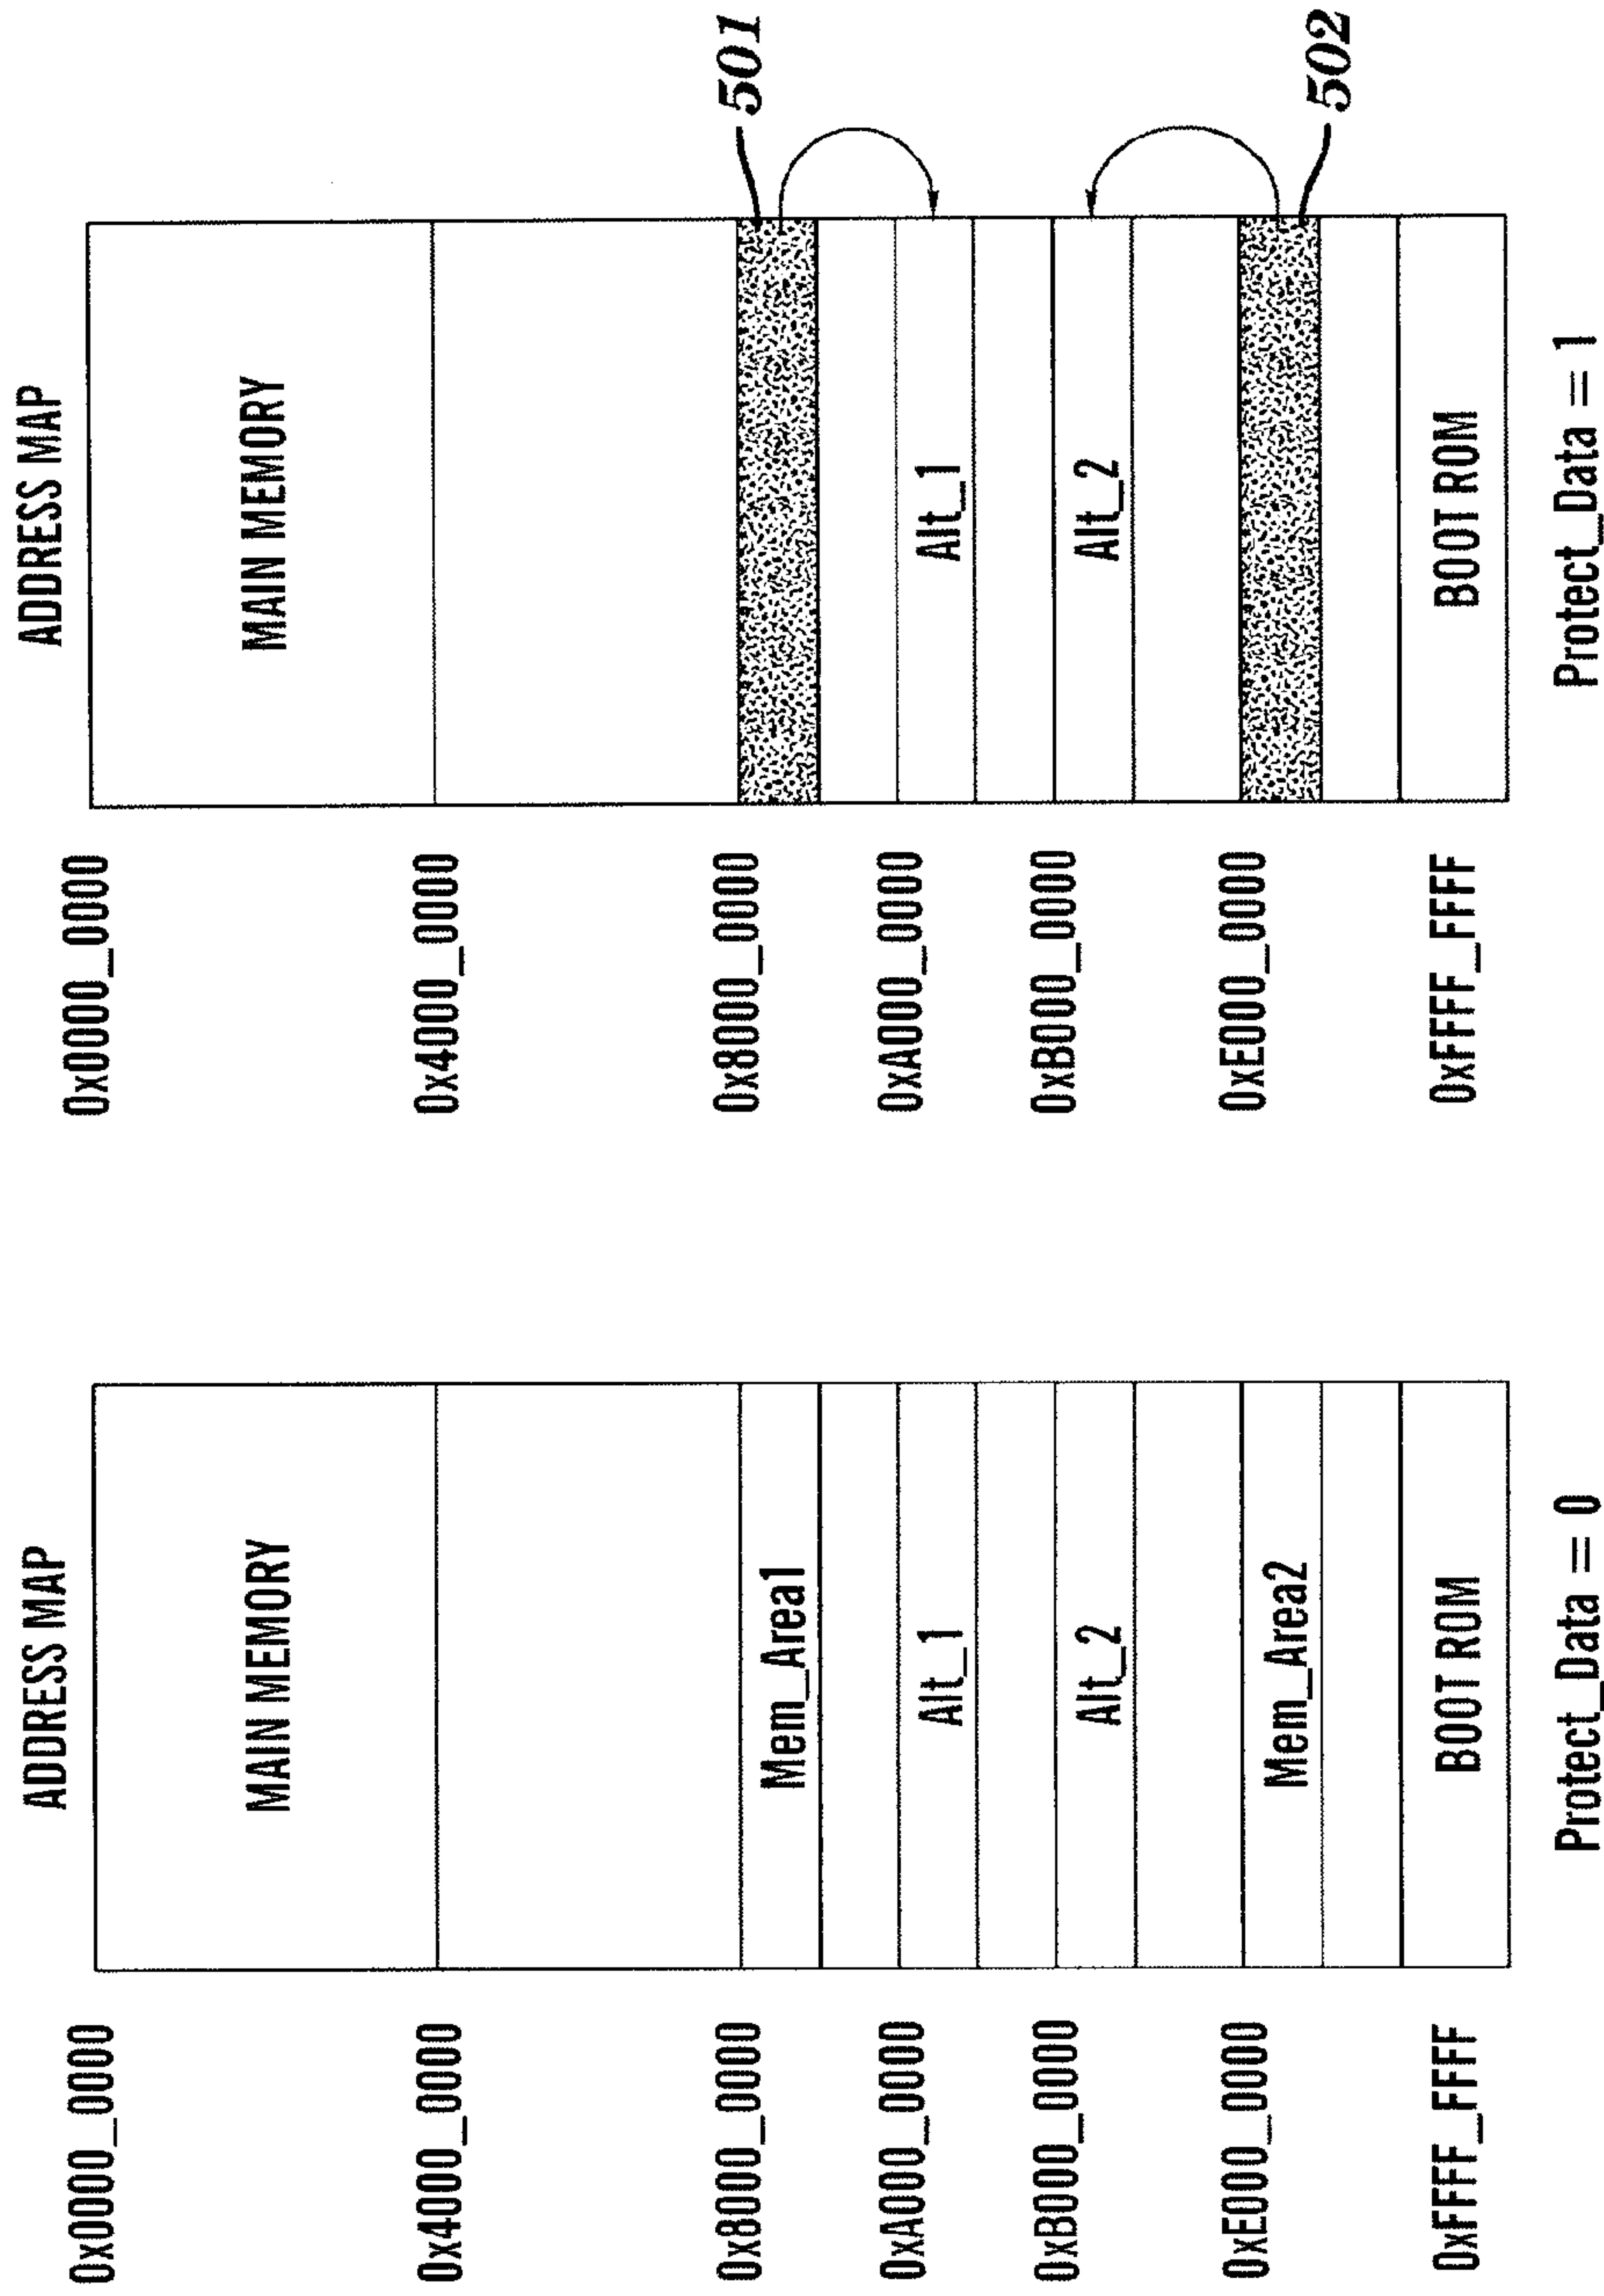 ADDRESS MAP
0x0000_0000
MAIN MEMORY
0x4000_0000
0x8000_0000
Mem_Area1
0xA000_0000
Alt_1
0xB000_0000
Alt_2
0xE000_0000
Mem_Area2
0xFFFF_FFFF
BOOT ROM
Protect_Data = 0
ADDRESS MAP
0x0000_0000
MAIN MEMORY
0x4000_0000
0x8000_0000
501
0xA000_0000
Alt_1
0xB000_0000
Alt_2
0xE000_0000
502
0xFFFF_FFFF
BOOT ROM
Protect_Data = 1